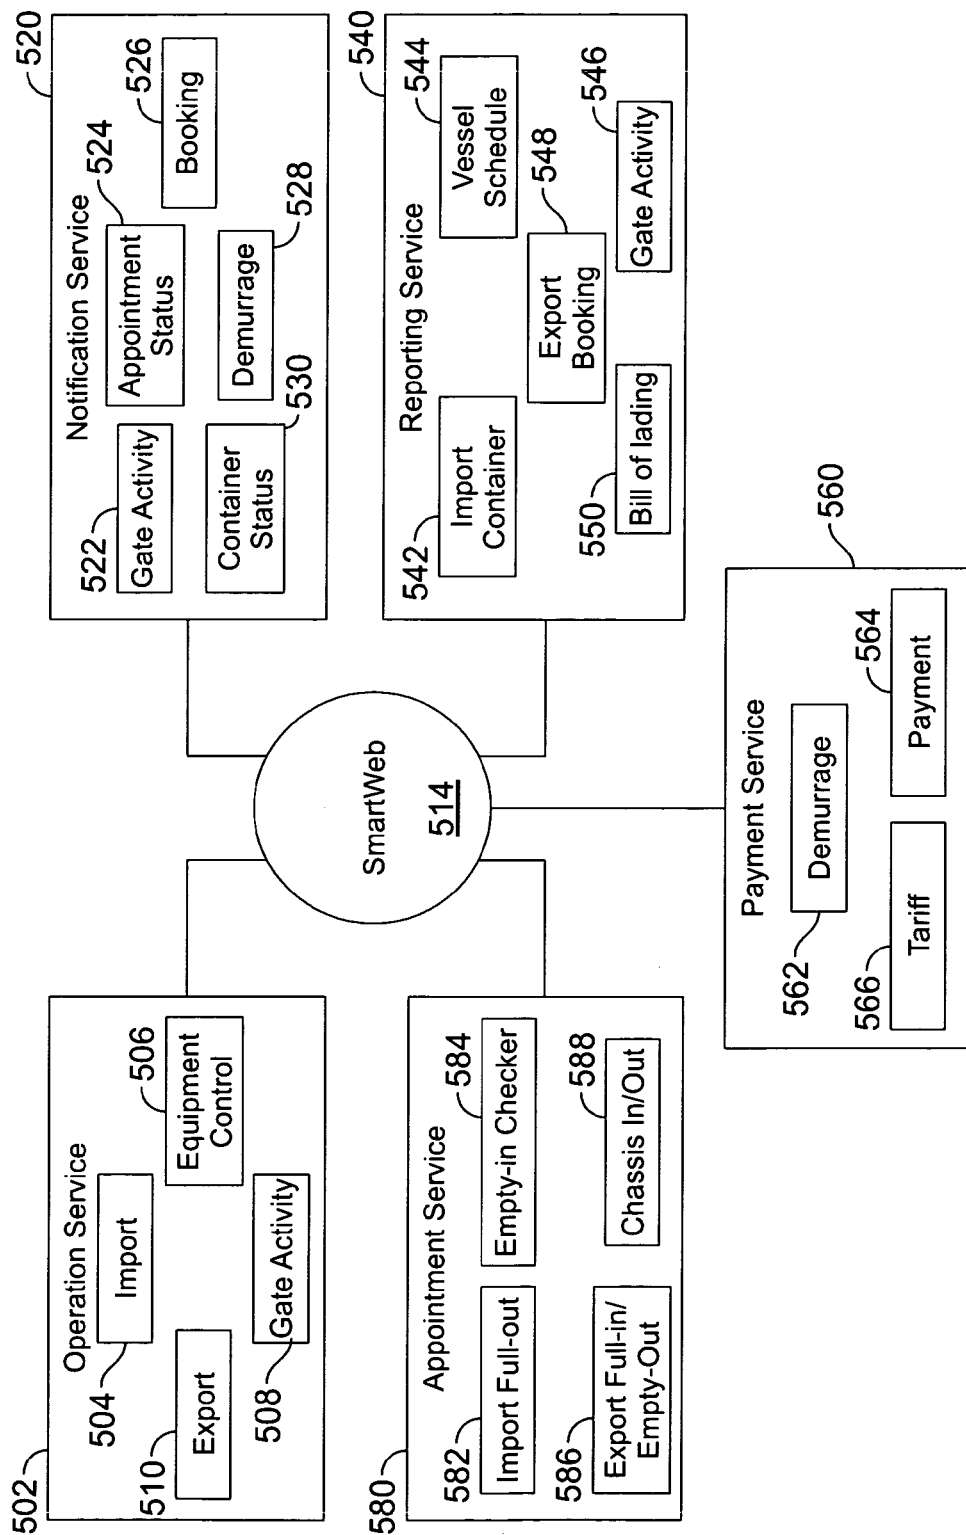 502
Operation Service
504
Import
506
Equipment
Control
510
Export
508
Gate Activity
520
Notification Service
522
Gate Activity
524
Appointment
Status
526
Booking
Container
Status
530
Demurrage
528
SmartWeb
514
580
Appointment Service
582
Import Full-out
584
Empty-in Checker
586
Export Full-in/
Empty-Out
588
Chassis In/Out
540
Reporting Service
542
Import
Container
544
Vessel
Schedule
Export
Booking
548
550
Bill of lading
546
Gate Activity
560
Payment Service
562
Demurrage
566
Tariff
564
Payment